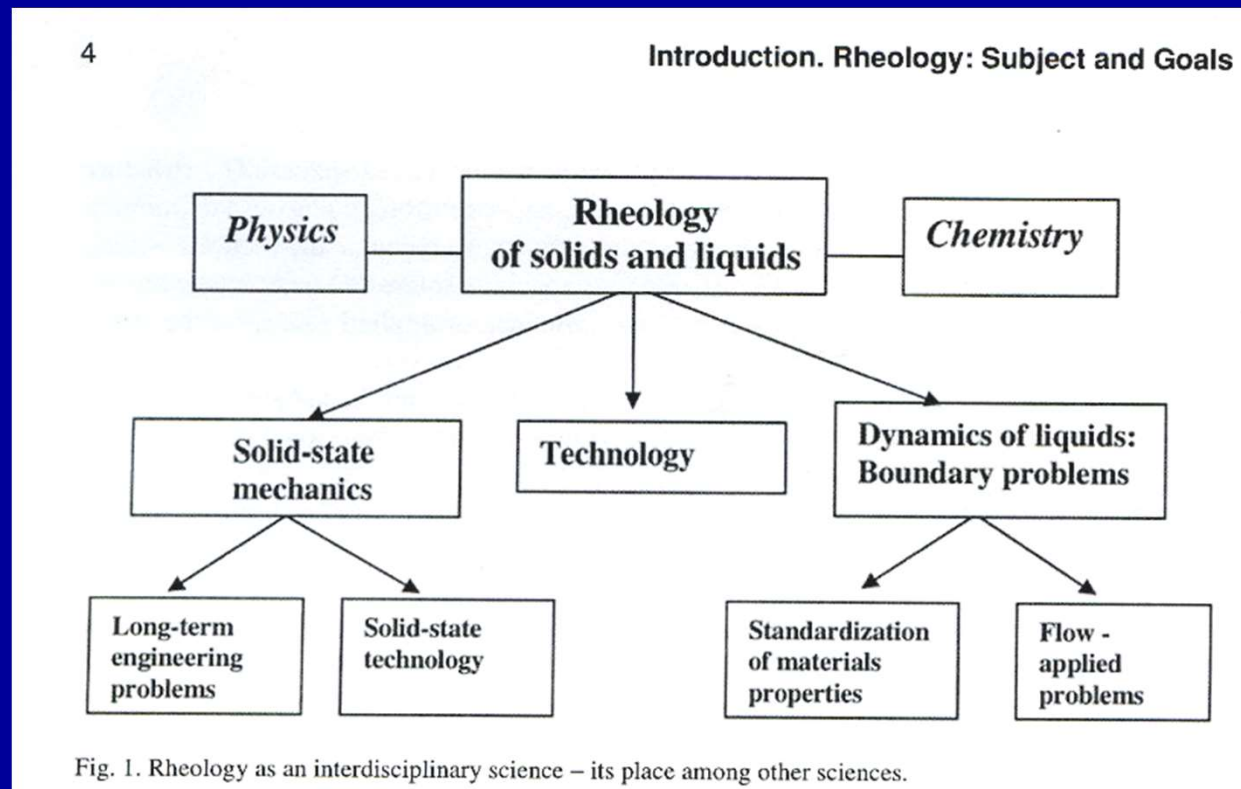 4
Introduction. Rheology: Subject and Goals
Physics
Rheology
of solids and liquids
Chemistry
Solid-state
mechanics
Technology
Dynamics of liquids:
Boundary problems
Long-term
engineering
problems
Solid-state
technology
Standardization
of materials
properties
Flow -
applied
problems
Fig. 1. Rheology as an interdisciplinary science – its place among other sciences.